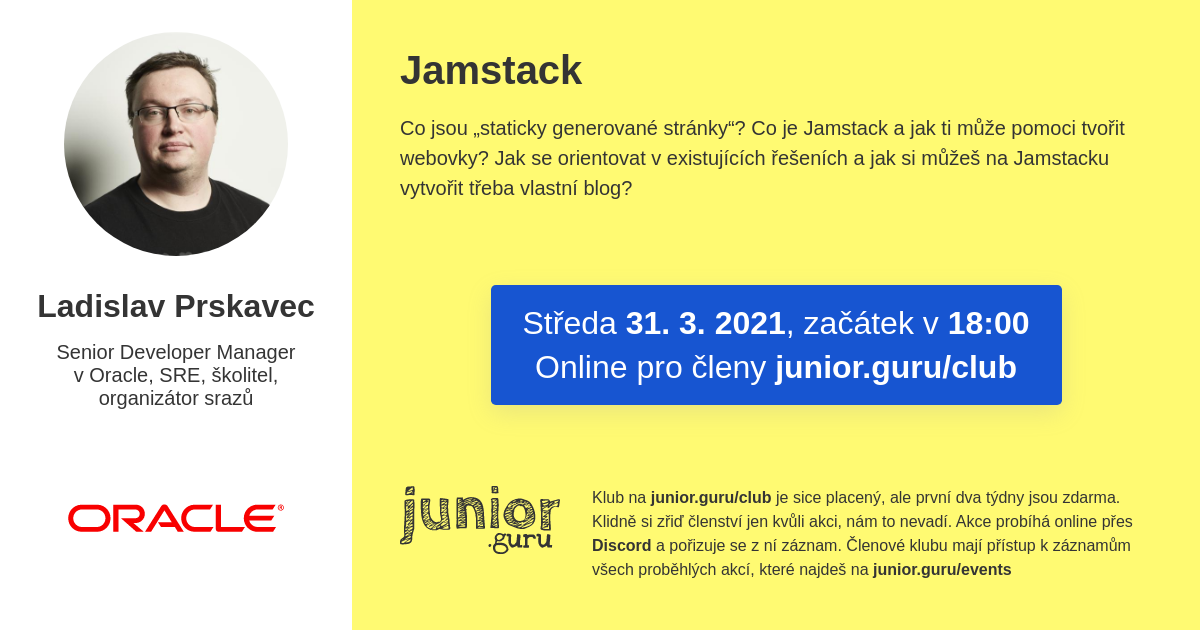 Ladislav Prskavec
Senior Developer Manager
v Oracle, SRE, školitel,
organizátor srazů
ORACLE®
Jamstack
Co jsou „staticky generované stránky“? Co je Jamstack a jak ti může pomoci tvořit
webovky? Jak se orientovat v existujících řešeních a jak si můžeš na Jamstacku
vytvořit třeba vlastní blog?
Středa 31. 3. 2021, začátek v 18:00
Online pro členy junior.guru/club
junior
.guru
Klub na junior.guru/club je sice placený, ale první dva týdny jsou zdarma.
Klidně si zřiď členství jen kvůli akci, nám to nevadí. Akce probíhá online přes
Discord a pořizuje se z ní záznam. Členové klubu mají přístup k záznamům
všech proběhlých akcí, které najdeš na junior.guru/events